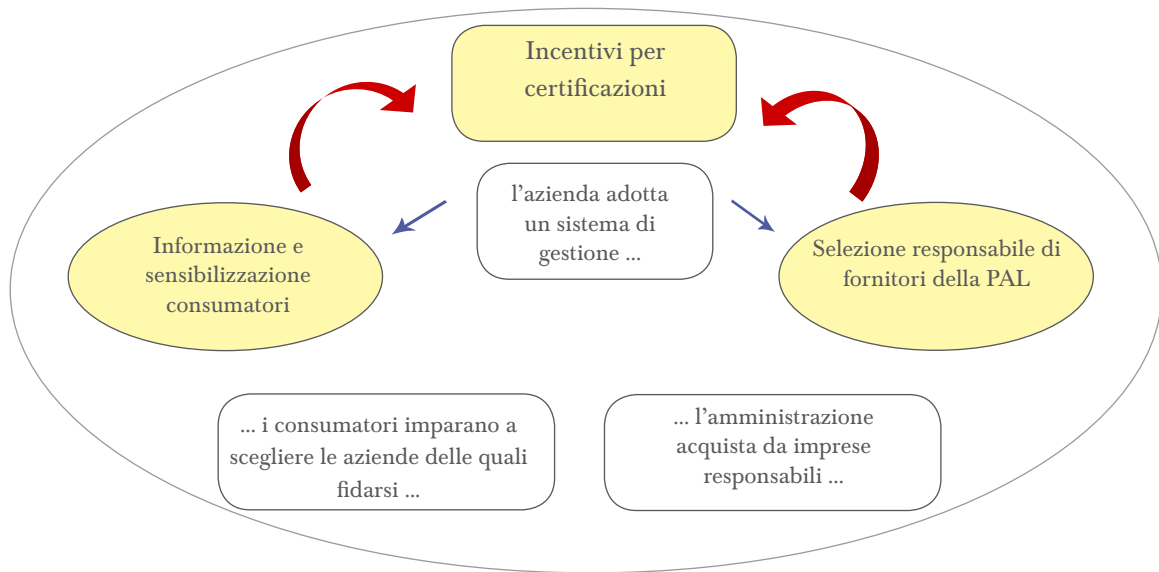 Incentivi per
certificazioni
l’azienda adotta
un sistema di
gestione ...
Informazione e
sensibilizzazione
consumatori
Selezione responsabile di
fornitori della PAL
... i consumatori imparano a
scegliere le aziende delle quali
fidarsi ...
... l’amministrazione
acquista da imprese
responsabili ...